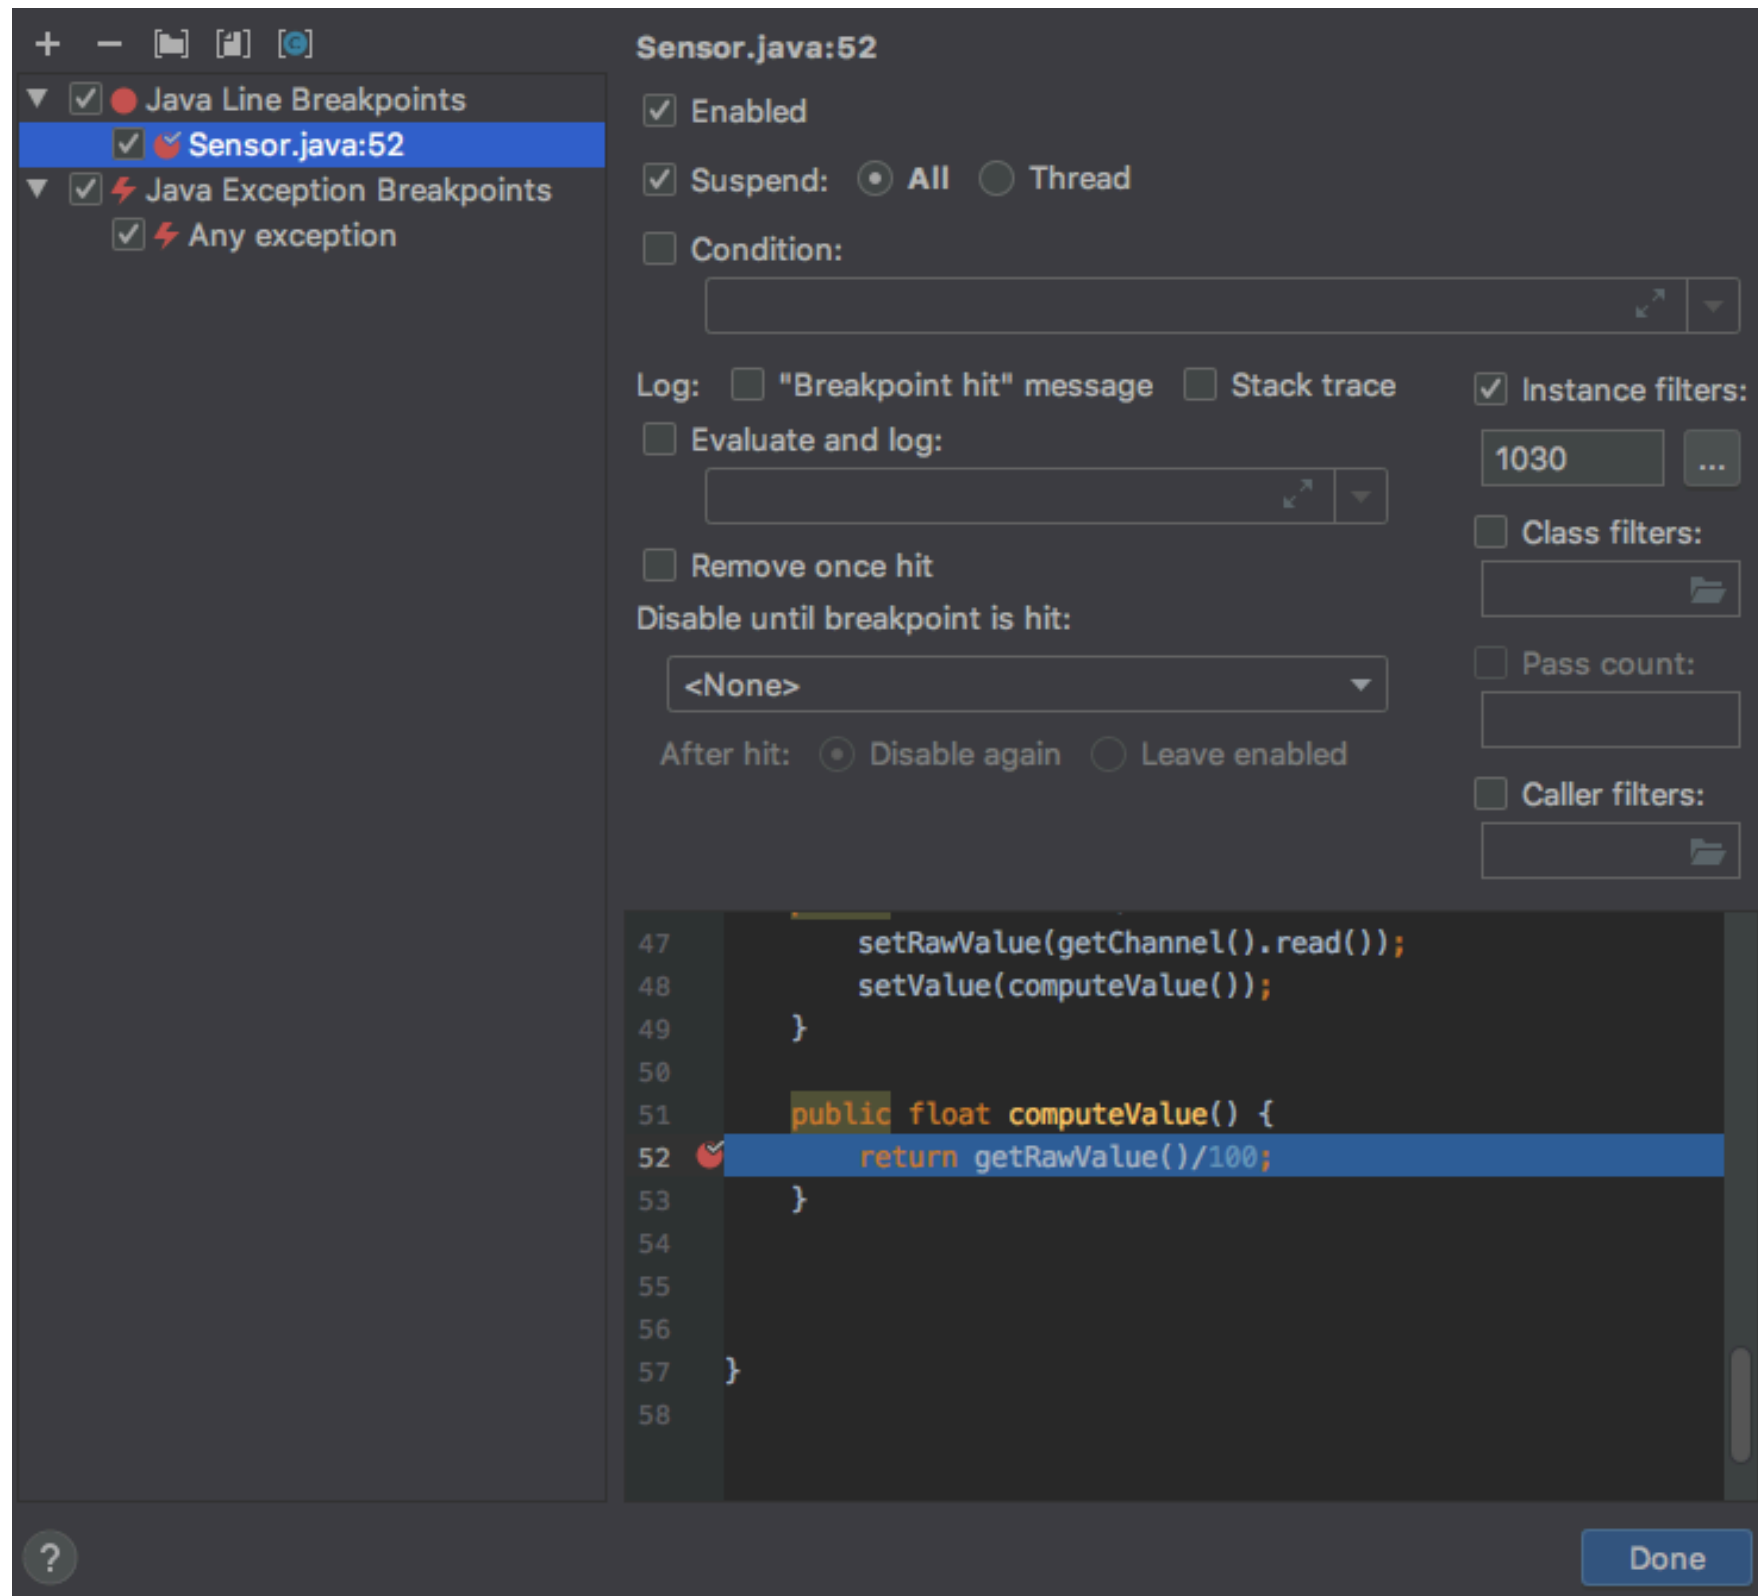 Java Line Breakpoints
Sensor.java:52
Java Exception Breakpoints
Any exception
Sensor.java:52
Enabled
Suspend: All Thread
Condition:
Log: "Breakpoint hit" message Stack trace
Evaluate and log:
Remove once hit
Disable until breakpoint is hit:
<None>
After hit: Disable again Leave enabled
Instance filters:
1030 ...
Class filters:
Pass count:
Caller filters:
47 setRawValue(getChannel().read());
48 setValue(computeValue());
49 }
50
51 public float computeValue() {
52 return getRawValue()/100;
53 }
54
55
56
57 }
58
?
Done